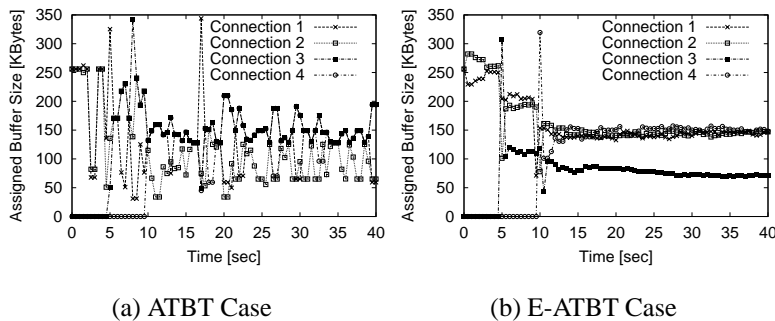 Assigned Buffer Size [KBytes]
350
300
250
200
150
100
50
0
Connection 1
Connection 2
Connection 3
Connection 4
0 5 10 15 20 25 30 35 40
Time [sec]
(a) ATBT Case
Assigned Buffer Size [KBytes]
350
300
250
200
150
100
50
0
Connection 1
Connection 2
Connection 3
Connection 4
0 5 10 15 20 25 30 35 40
Time [sec]
(b) E-ATBT Case